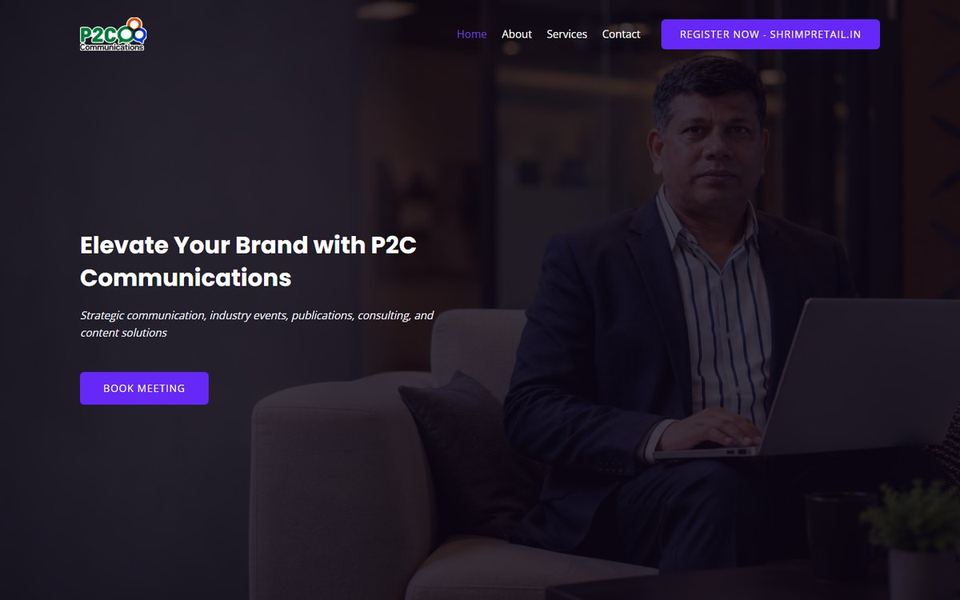 P2C
Communications
Home
About
Services
Contact
REGISTER NOW - SHRIMPRETAIL.IN
Elevate Your Brand with P2C
Communications
Strategic communication, industry events, publications, consulting, and
content solutions
BOOK MEETING